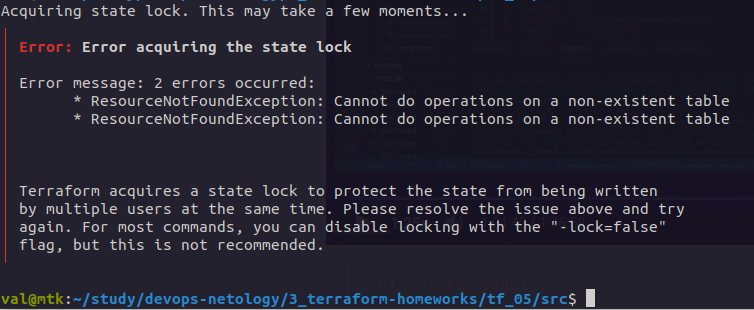 Acquiring state lock. This may take a few moments...
Error: Error acquiring the state lock
Error message: 2 errors occurred:
* ResourceNotFoundException: Cannot do operations on a non-existent table
* ResourceNotFoundException: Cannot do operations on a non-existent table
Terraform acquires a state lock to protect the state from being written
by multiple users at the same time. Please resolve the issue above and try
again. For most commands, you can disable locking with the "-lock=false"
flag, but this is not recommended.
val@mtk:~/study/devops-netology/3_terraform-homeworks/tf_05/src$